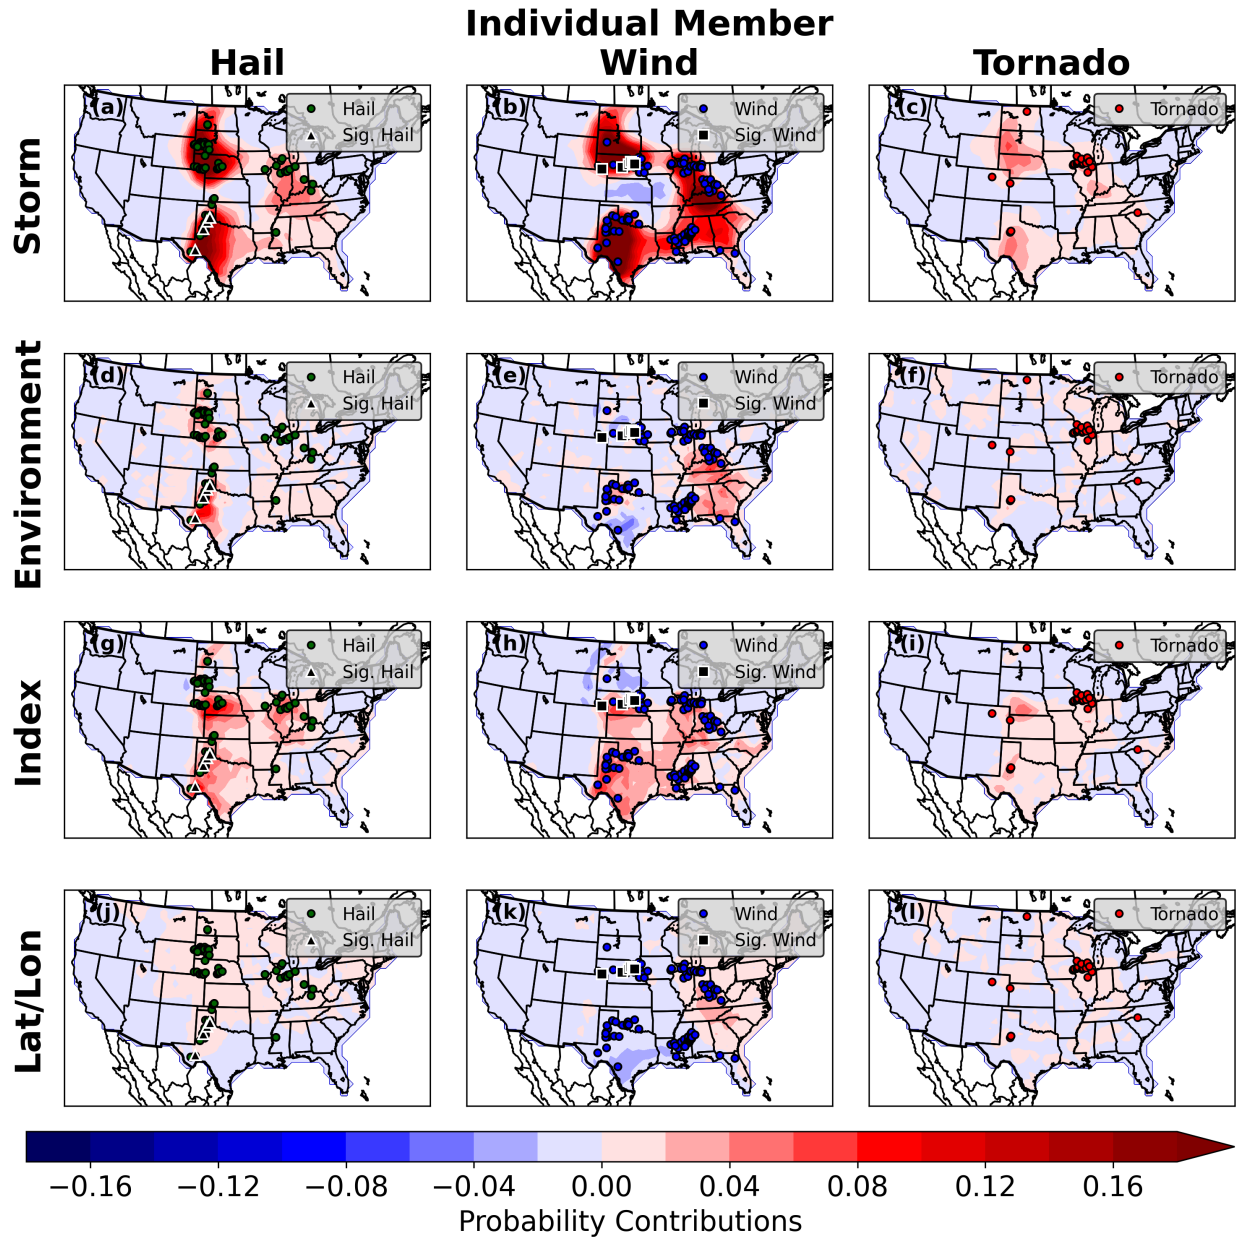 Individual Member
Hail Wind Tornado
Storm
(a) Hail
Sig. Hail
(b) Wind
Sig. Wind
(c) Tornado
Environment
(d) Hail
Sig. Hail
(e) Wind
Sig. Wind
(f) Tornado
Index
(g) Hail
Sig. Hail
(h) Wind
Sig. Wind
(i) Tornado
Lat/Lon
(j) Hail
Sig. Hail
(k) Wind
Sig. Wind
(l) Tornado
−0.16 −0.12 −0.08 −0.04 0.00 0.04 0.08 0.12 0.16
Probability Contributions